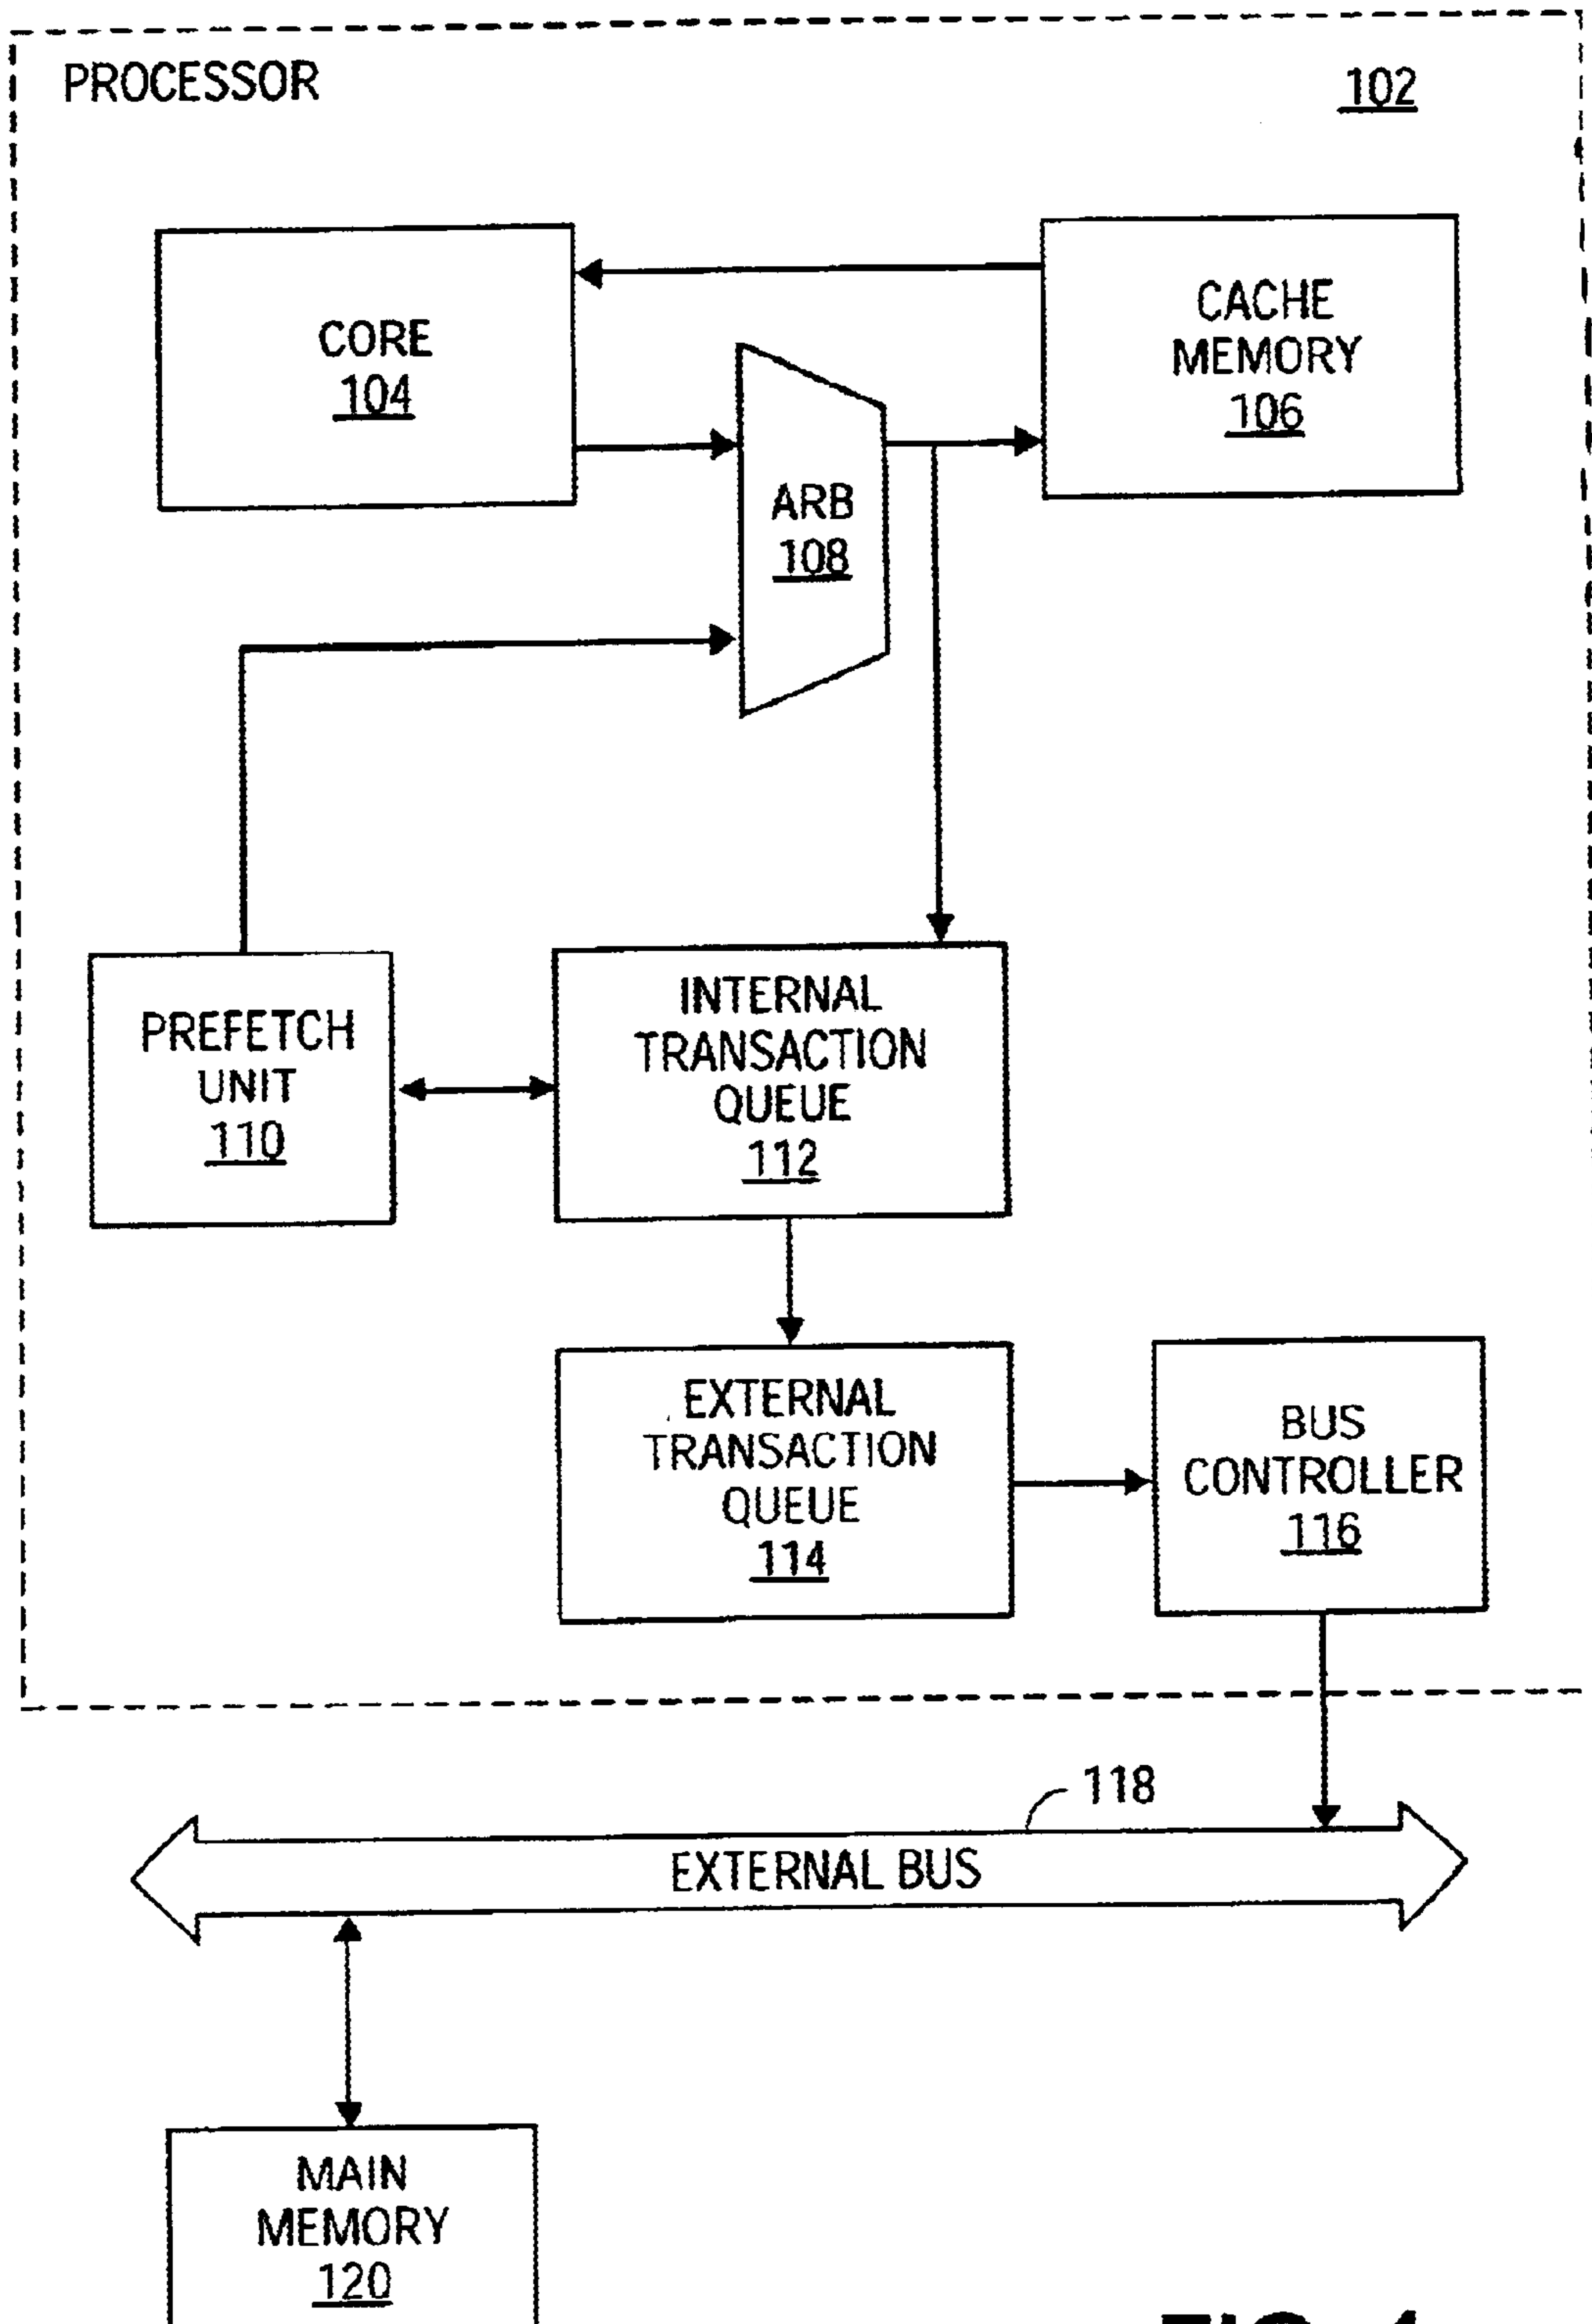 PROCESSOR
102
CORE
104
CACHE
MEMORY
106
ARB
108
PREFETCH
UNIT
110
INTERNAL
TRANSACTION
QUEUE
112
EXTERNAL
TRANSACTION
QUEUE
114
BUS
CONTROLLER
116
118
EXTERNAL BUS
MAIN
MEMORY
120